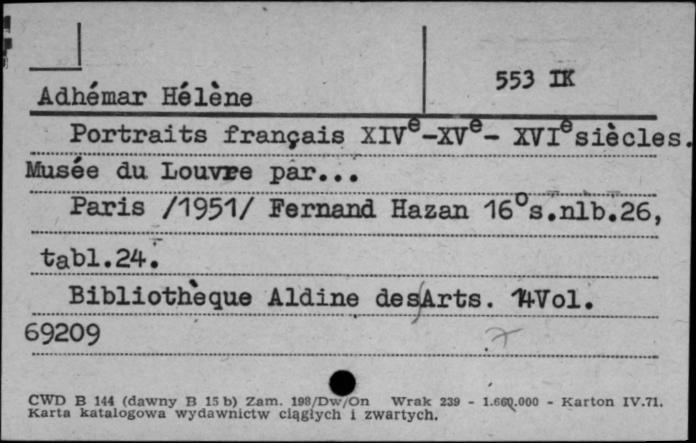 553 IK
Adhémar Hélène
Portraits français XIVe-XVe- XVIe siècles.
Musée du Louvre par...
Paris /1951/ Fernand Hazan 16°s.nlb.26,
tabl.24.
Bibliothèque Aldine des Arts. 14Vol.
69209
CWD B 144 (dawny B 15 b) Zam. 198/Dw/On Wrak 239 - 1.660.000 - Karton IV.71.
Karta katalogowa wydawnictw ciągłych i zwartych.